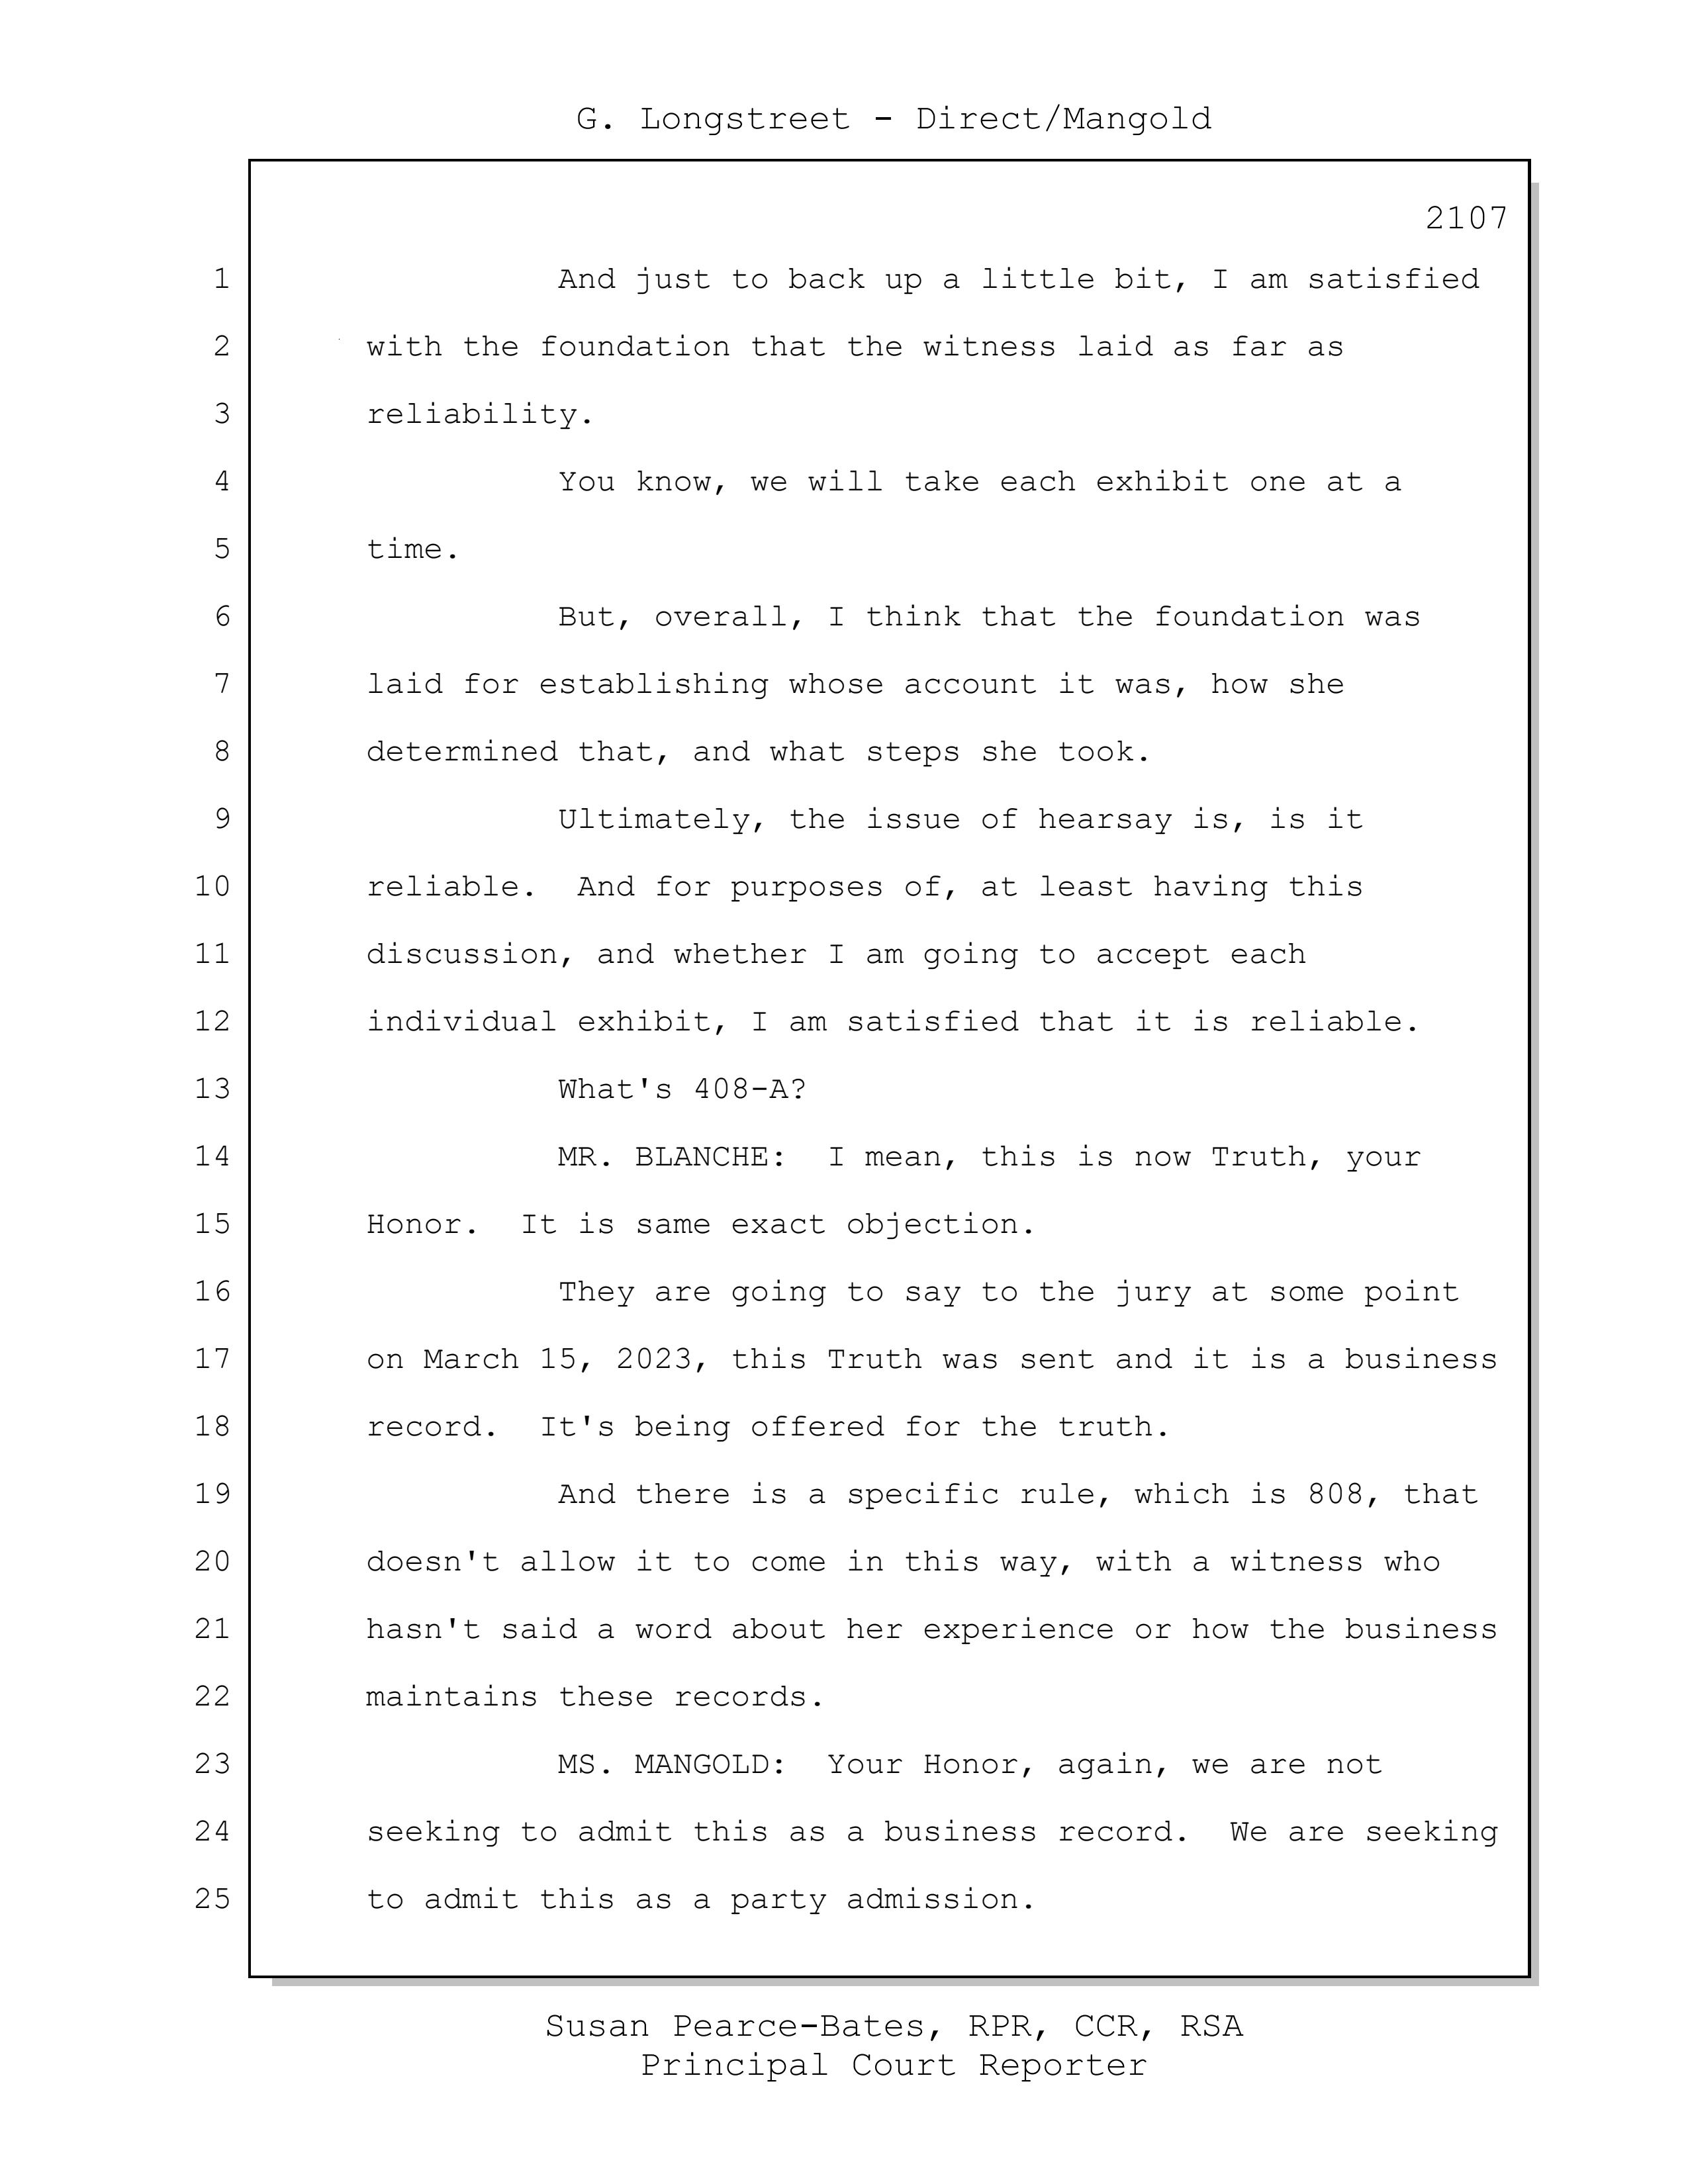 G. Longstreet - Direct/Mangold
2107
1 And just to back up a little bit, I am satisfied
2 with the foundation that the witness laid as far as
3 reliability.
4 You know, we will take each exhibit one at a
5 time.
6 But, overall, I think that the foundation was
7 laid for establishing whose account it was, how she
8 determined that, and what steps she took.
9 Ultimately, the issue of hearsay is, is it
10 reliable.  And for purposes of, at least having this
11 discussion, and whether I am going to accept each
12 individual exhibit, I am satisfied that it is reliable.
13 What's 408-A?
14 MR. BLANCHE:  I mean, this is now Truth, your
15 Honor.  It is same exact objection.
16 They are going to say to the jury at some point
17 on March 15, 2023, this Truth was sent and it is a business
18 record.  It's being offered for the truth.
19 And there is a specific rule, which is 808, that
20 doesn't allow it to come in this way, with a witness who
21 hasn't said a word about her experience or how the business
22 maintains these records.
23 MS. MANGOLD:  Your Honor, again, we are not
24 seeking to admit this as a business record.  We are seeking
25 to admit this as a party admission.
Susan Pearce-Bates, RPR, CCR, RSA
Principal Court Reporter